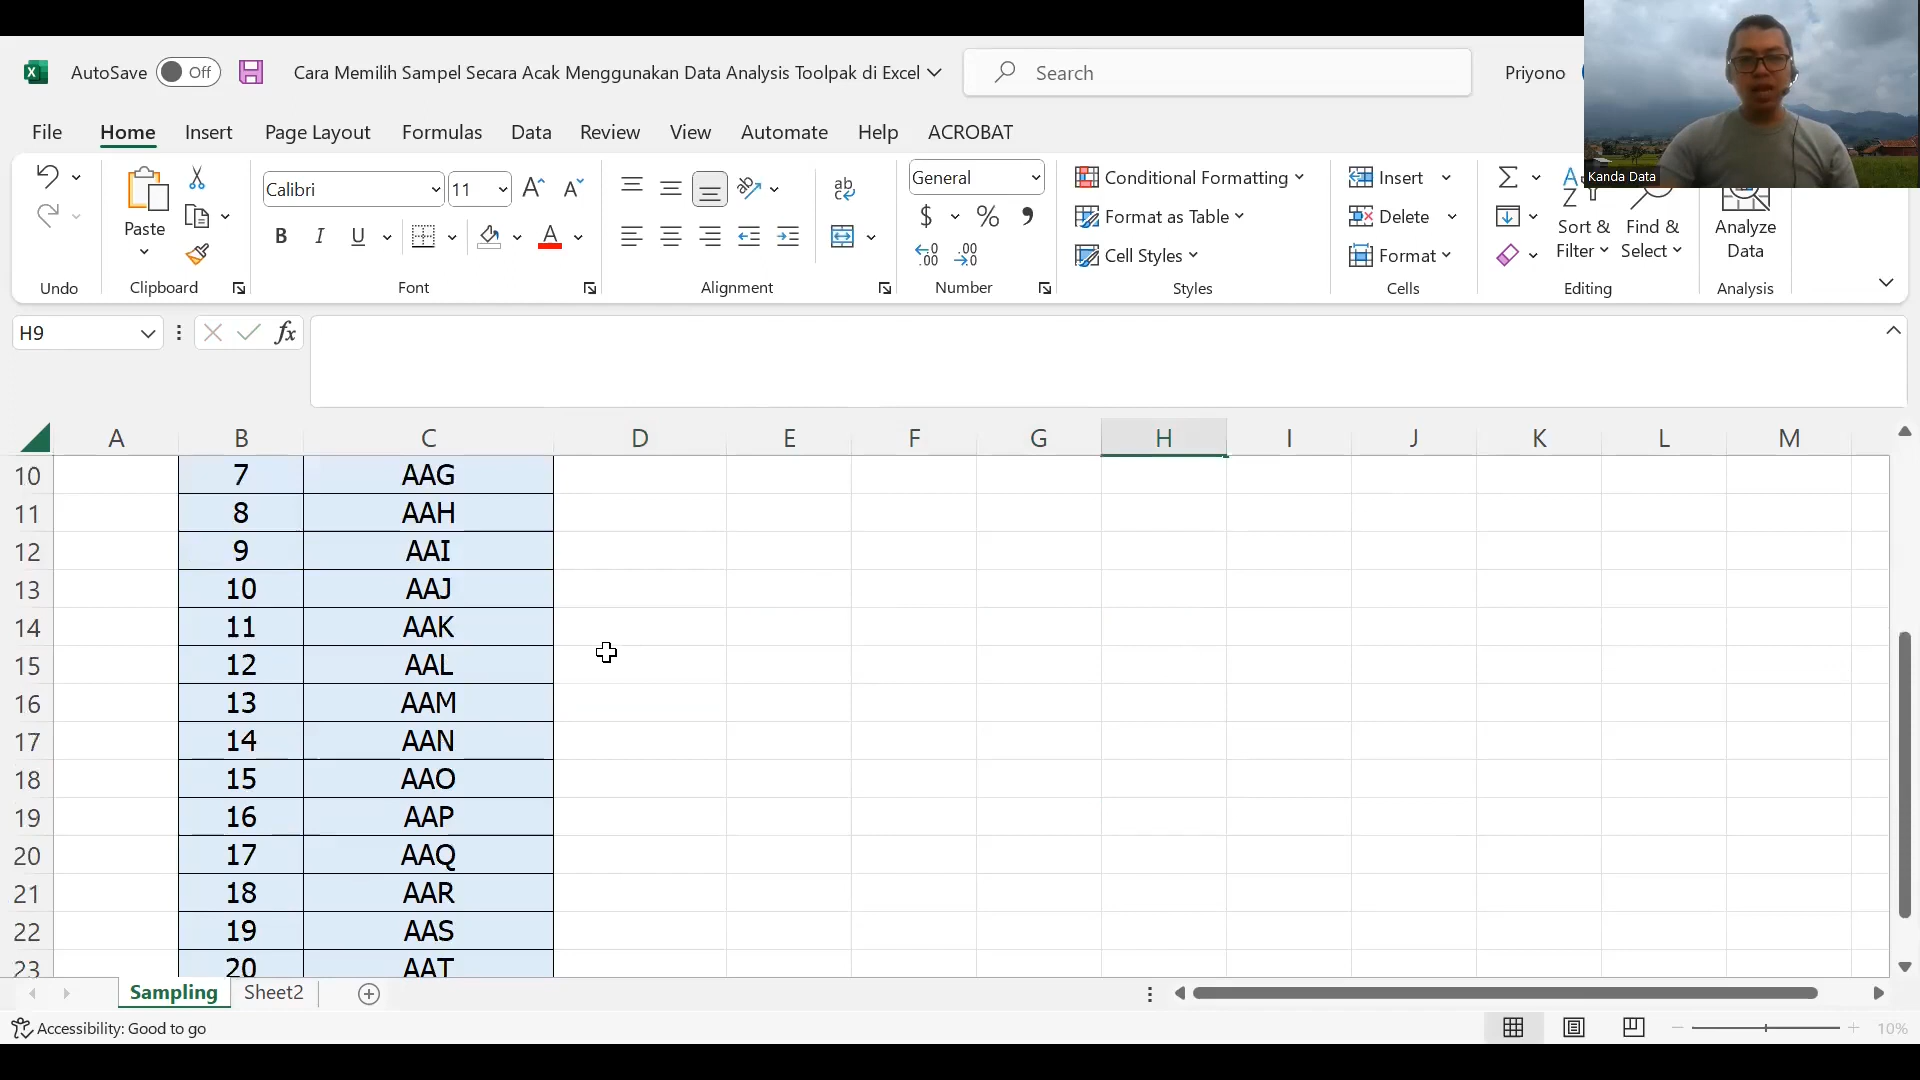 AutoSave Off Cara Memilih Sampel Secara Acak Menggunakan Data Analysis Toolpak di Excel Search Priyono
File Home Insert Page Layout Formulas Data Review View Automate Help ACROBAT
Kanda Data
Calibri 11 General
Conditional Formatting Insert
Paste
ab
$ % Format as Table Delete
Sort & Filter Find & Select Analyze Data
B I U A
.00 .00
Cell Styles Format
Undo Clipboard Font Alignment Number Styles Cells Editing Analysis
H9 fx
A B C D E F G H I J K L M
10 7 AAG
11 8 AAH
12 9 AAI
13 10 AAJ
14 11 AAK
15 12 AAL
16 13 AAM
17 14 AAN
18 15 AAO
19 16 AAP
20 17 AAQ
21 18 AAR
22 19 AAS
23 20 AAT
Sampling Sheet2
Accessibility: Good to go 10%